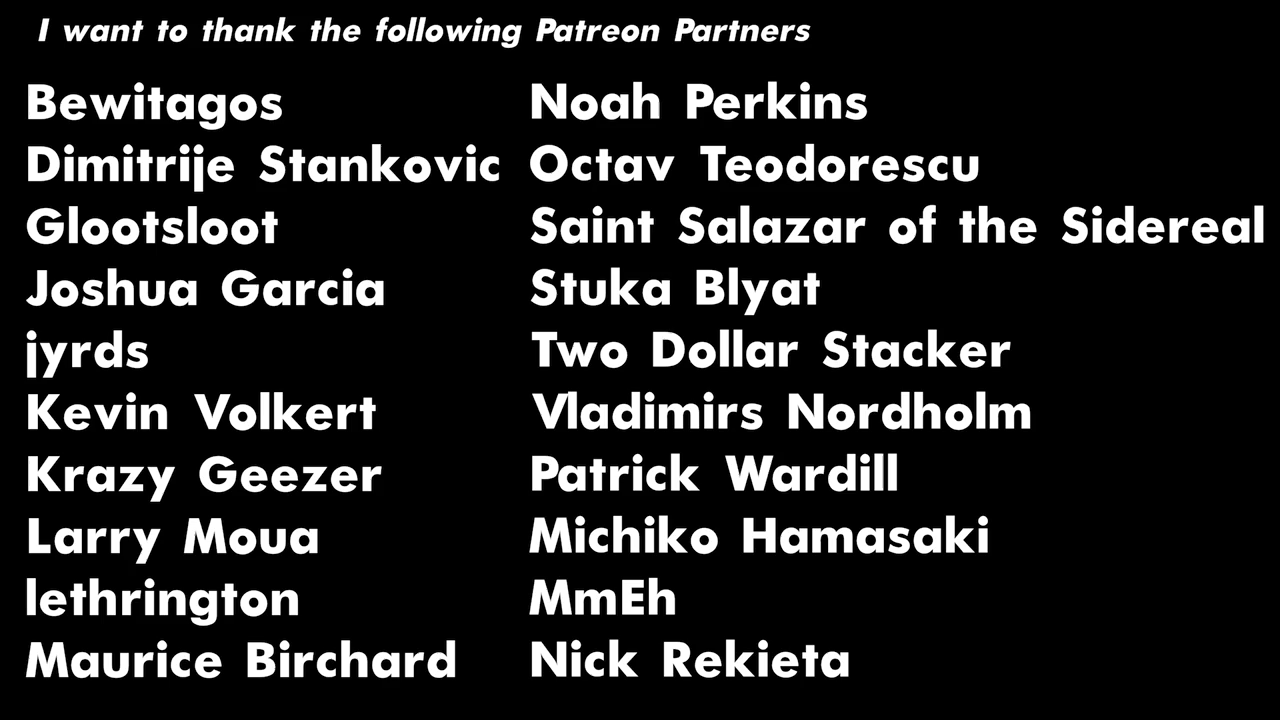 I want to thank the following Patreon Partners
Bewitagos
Dimitrije Stankovic
Glootsloot
Joshua Garcia
jyrds
Kevin Volkert
Krazy Geezer
Larry Moua
lethrington
Maurice Birchard
Noah Perkins
Octav Teodorescu
Saint Salazar of the Sidereal
Stuka Blyat
Two Dollar Stacker
Vladimirs Nordholm
Patrick Wardill
Michiko Hamasaki
MmEh
Nick Rekieta